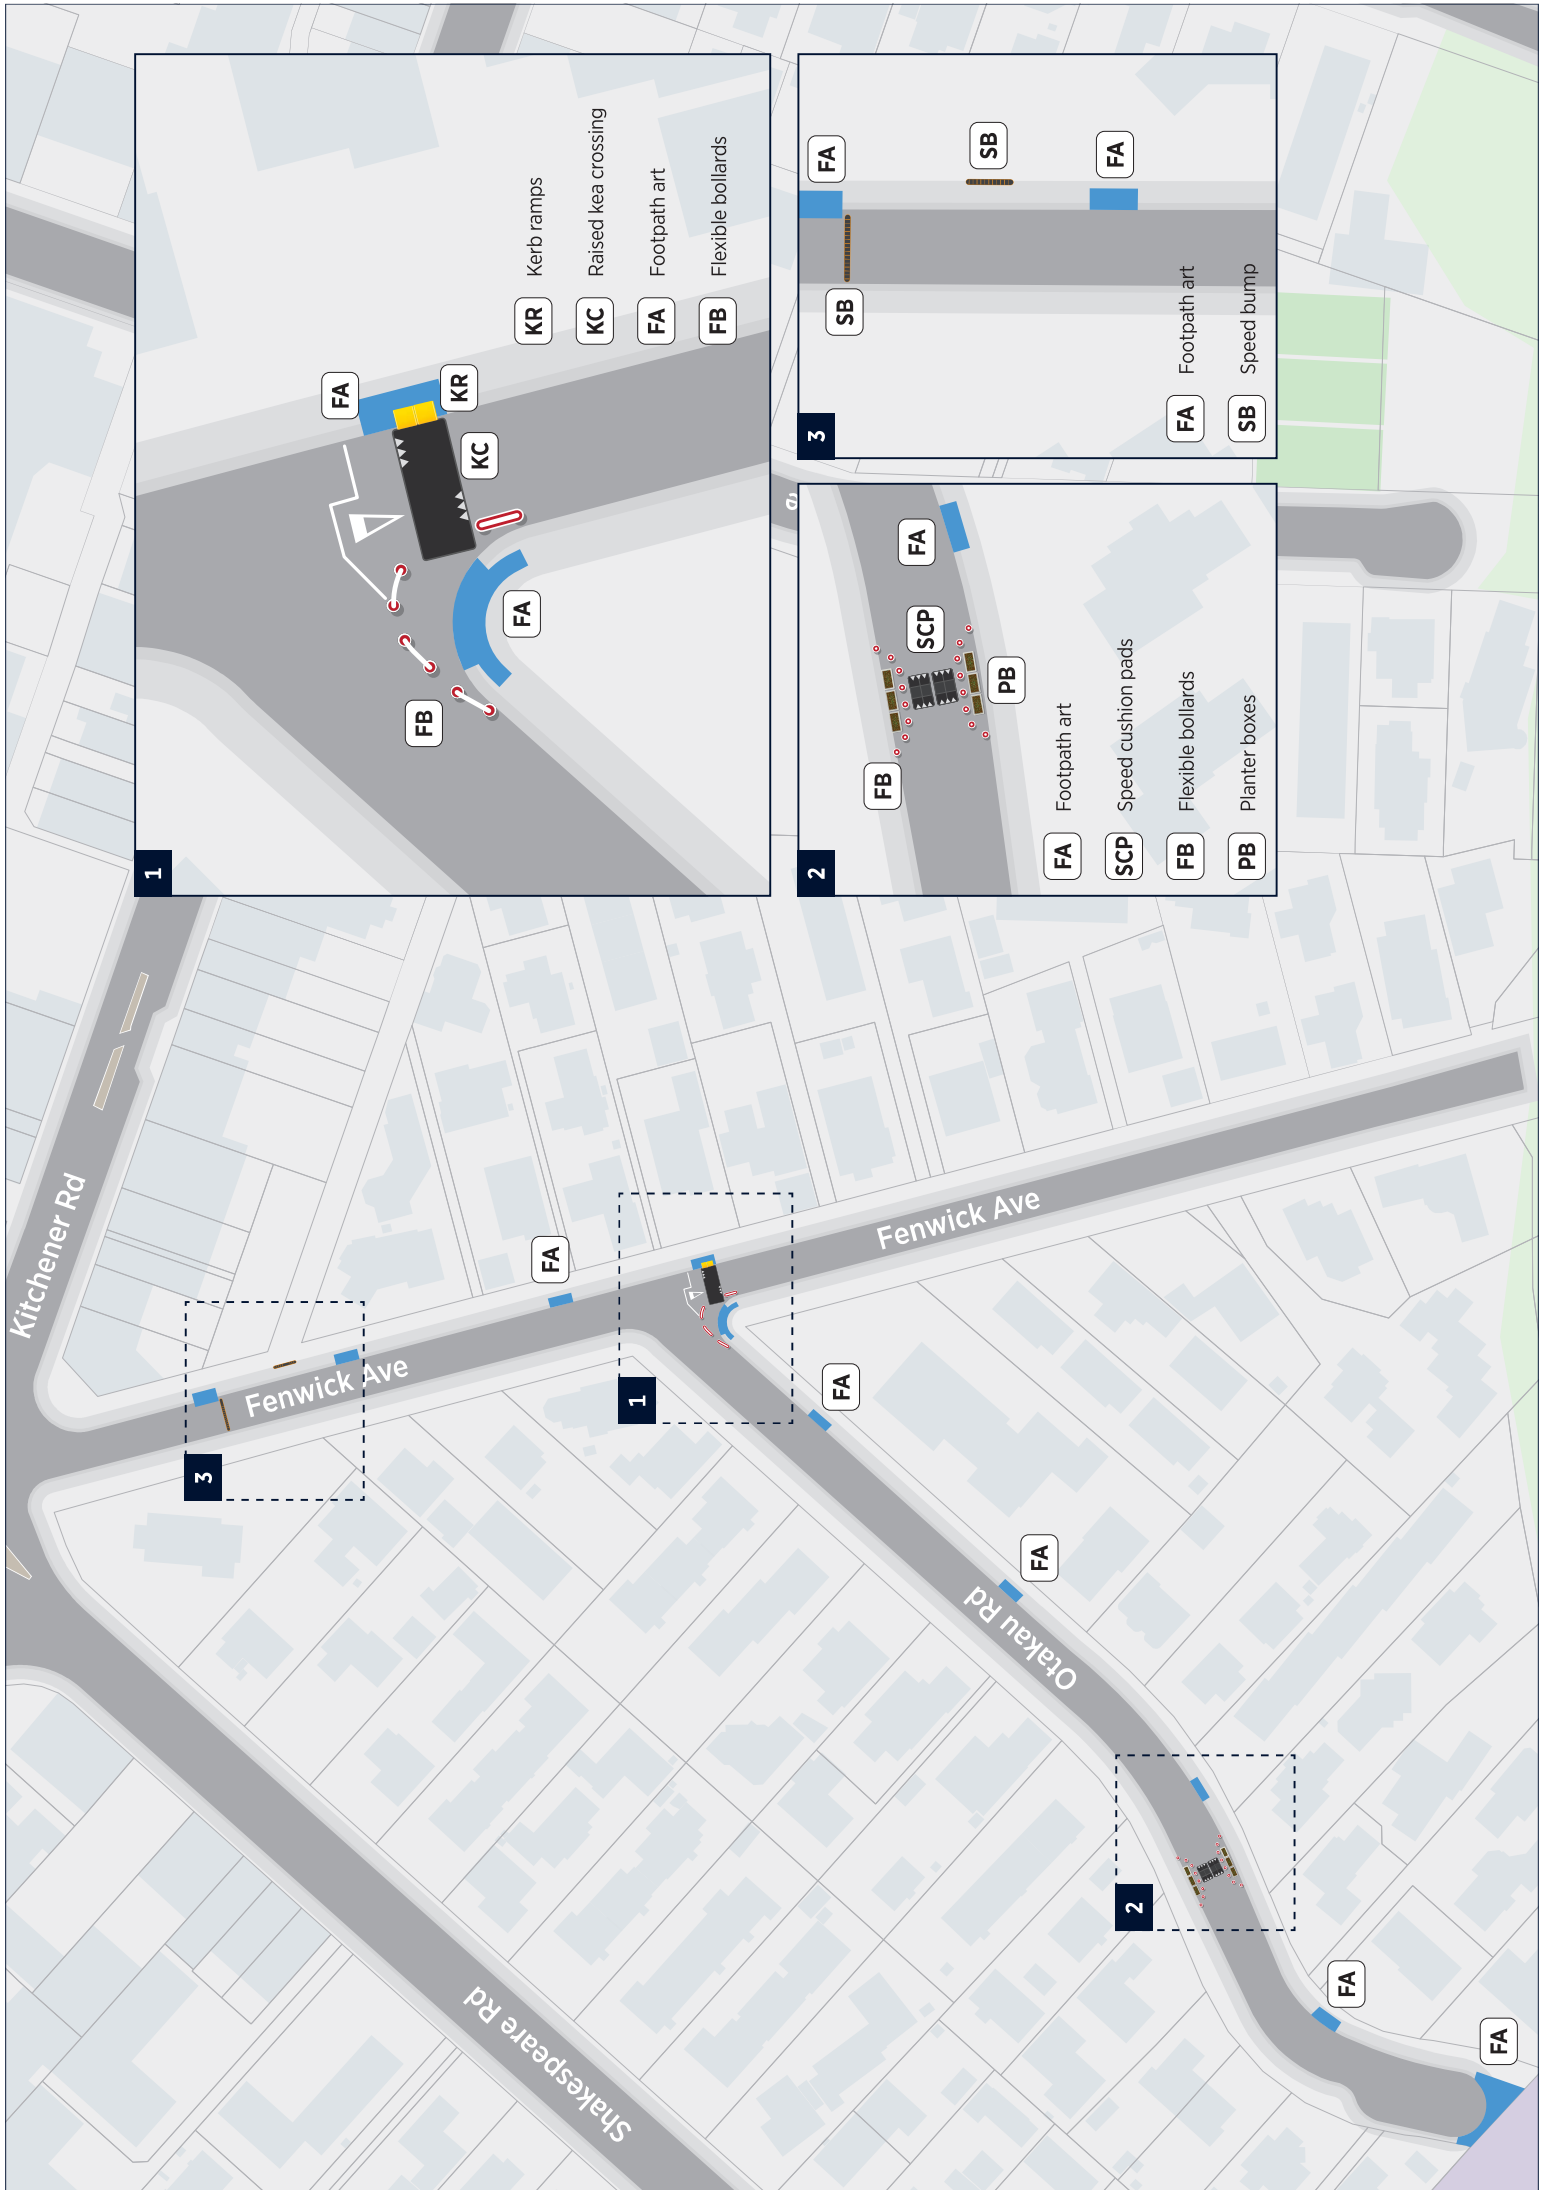 Kitchener Rd
Shakespeare Rd
3
Fenwick Ave
FA
1
FA
Fenwick Ave
Otakau Rd
FA
2
FA
FA
1
FA
KR
KC
FB
FA
KR Kerb ramps
KC Raised kea crossing
FA Footpath art
FB Flexible bollards
2
FB
SCP
FA
PB
FA Footpath art
SCP Speed cushion pads
FB Flexible bollards
PB Planter boxes
3
FA
SB
SB
FA
FA Footpath art
SB Speed bump